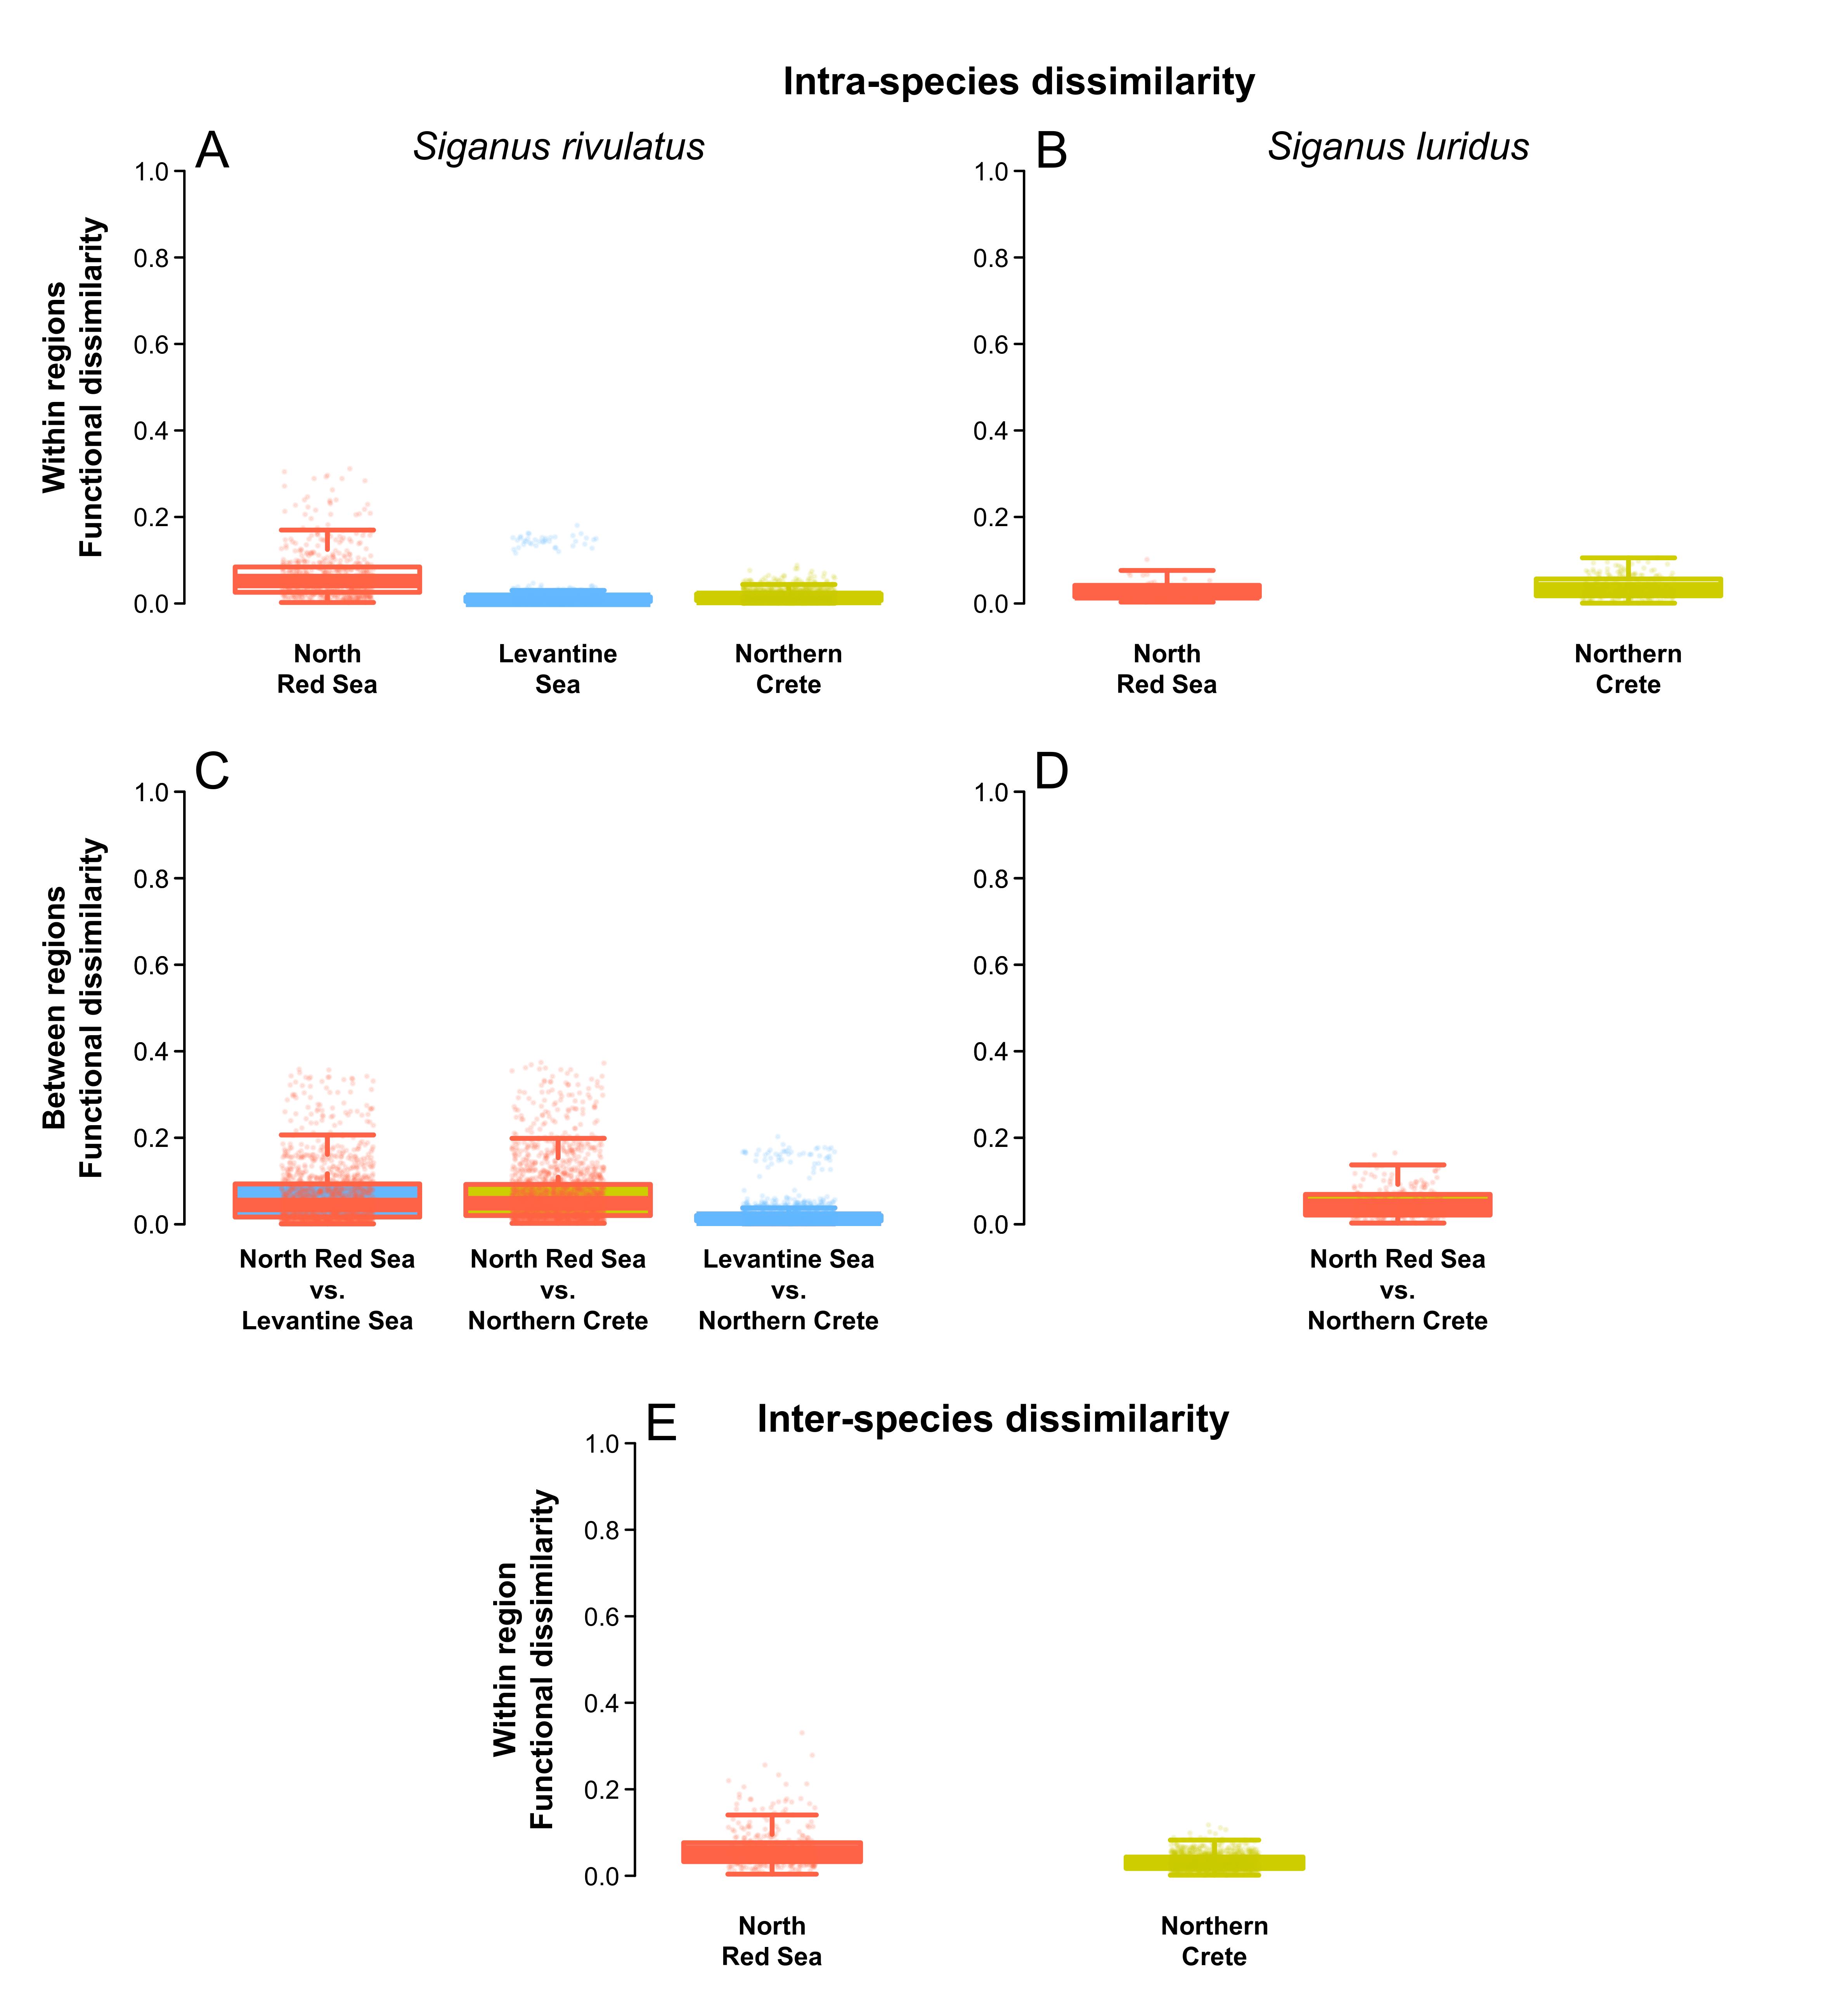 Intra-species dissimilarity
A
Siganus rivulatus
B
Siganus luridus
Within regions
Functional dissimilarity
1.0
0.8
0.6
0.4
0.2
0.0
North
Red Sea
Levantine
Sea
Northern
Crete
1.0
0.8
0.6
0.4
0.2
0.0
North
Red Sea
Northern
Crete
C
D
Between regions
Functional dissimilarity
1.0
0.8
0.6
0.4
0.2
0.0
North Red Sea
vs.
Levantine Sea
North Red Sea
vs.
Northern Crete
Levantine Sea
vs.
Northern Crete
1.0
0.8
0.6
0.4
0.2
0.0
North Red Sea
vs.
Northern Crete
E
Inter-species dissimilarity
Within region
Functional dissimilarity
1.0
0.8
0.6
0.4
0.2
0.0
North
Red Sea
Northern
Crete